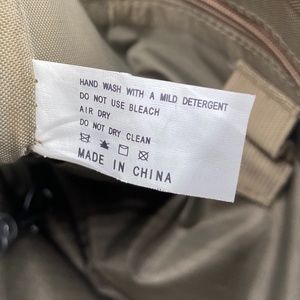 HAND WASH WITH A MILD DETERGENT
DO NOT USE BLEACH
AIR DRY
DO NOT DRY CLEAN
MADE IN CHINA